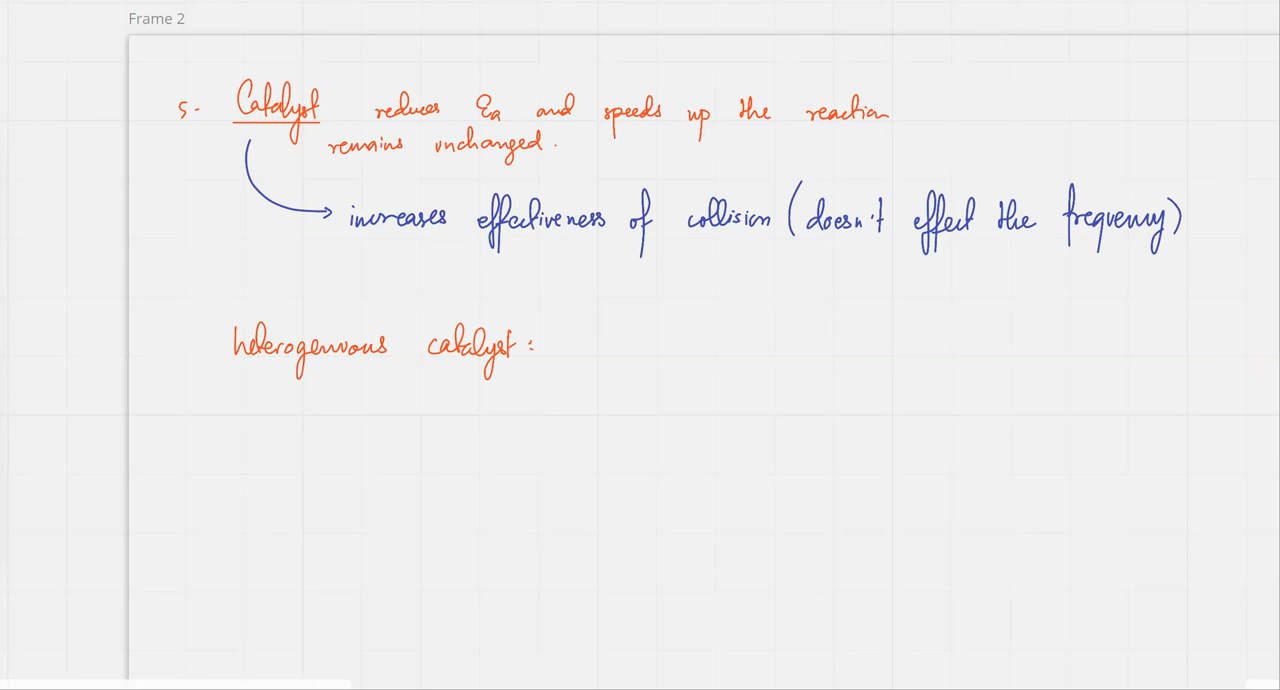 Frame 2
5. Catalyst reduces Ea and speeds up the reaction
remains unchanged.
increases effectiveness of collision (doesn't effect the frequency)
heterogenuous catalyst: